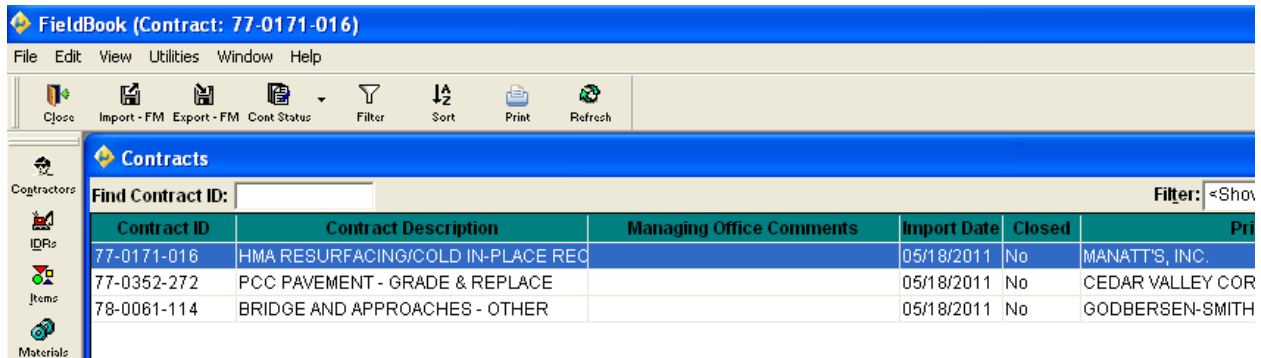 FieldBook (Contract: 77-0171-016)
File Edit View Utilities Window Help
Close Import - FM Export - FM Cont Status Filter Sort Print Refresh
Contractors
IDRs
Items
Materials
Contracts
Find Contract ID: Filter: <Shov
Contract ID Contract Description Managing Office Comments Import Date Closed Pri
77-0171-016 HMA RESURFACING/COLD IN-PLACE REC 05/18/2011 No MANATT'S, INC.
77-0352-272 PCC PAVEMENT - GRADE & REPLACE 05/18/2011 No CEDAR VALLEY COR
78-0061-114 BRIDGE AND APPROACHES - OTHER 05/18/2011 No GODBERSEN-SMITH